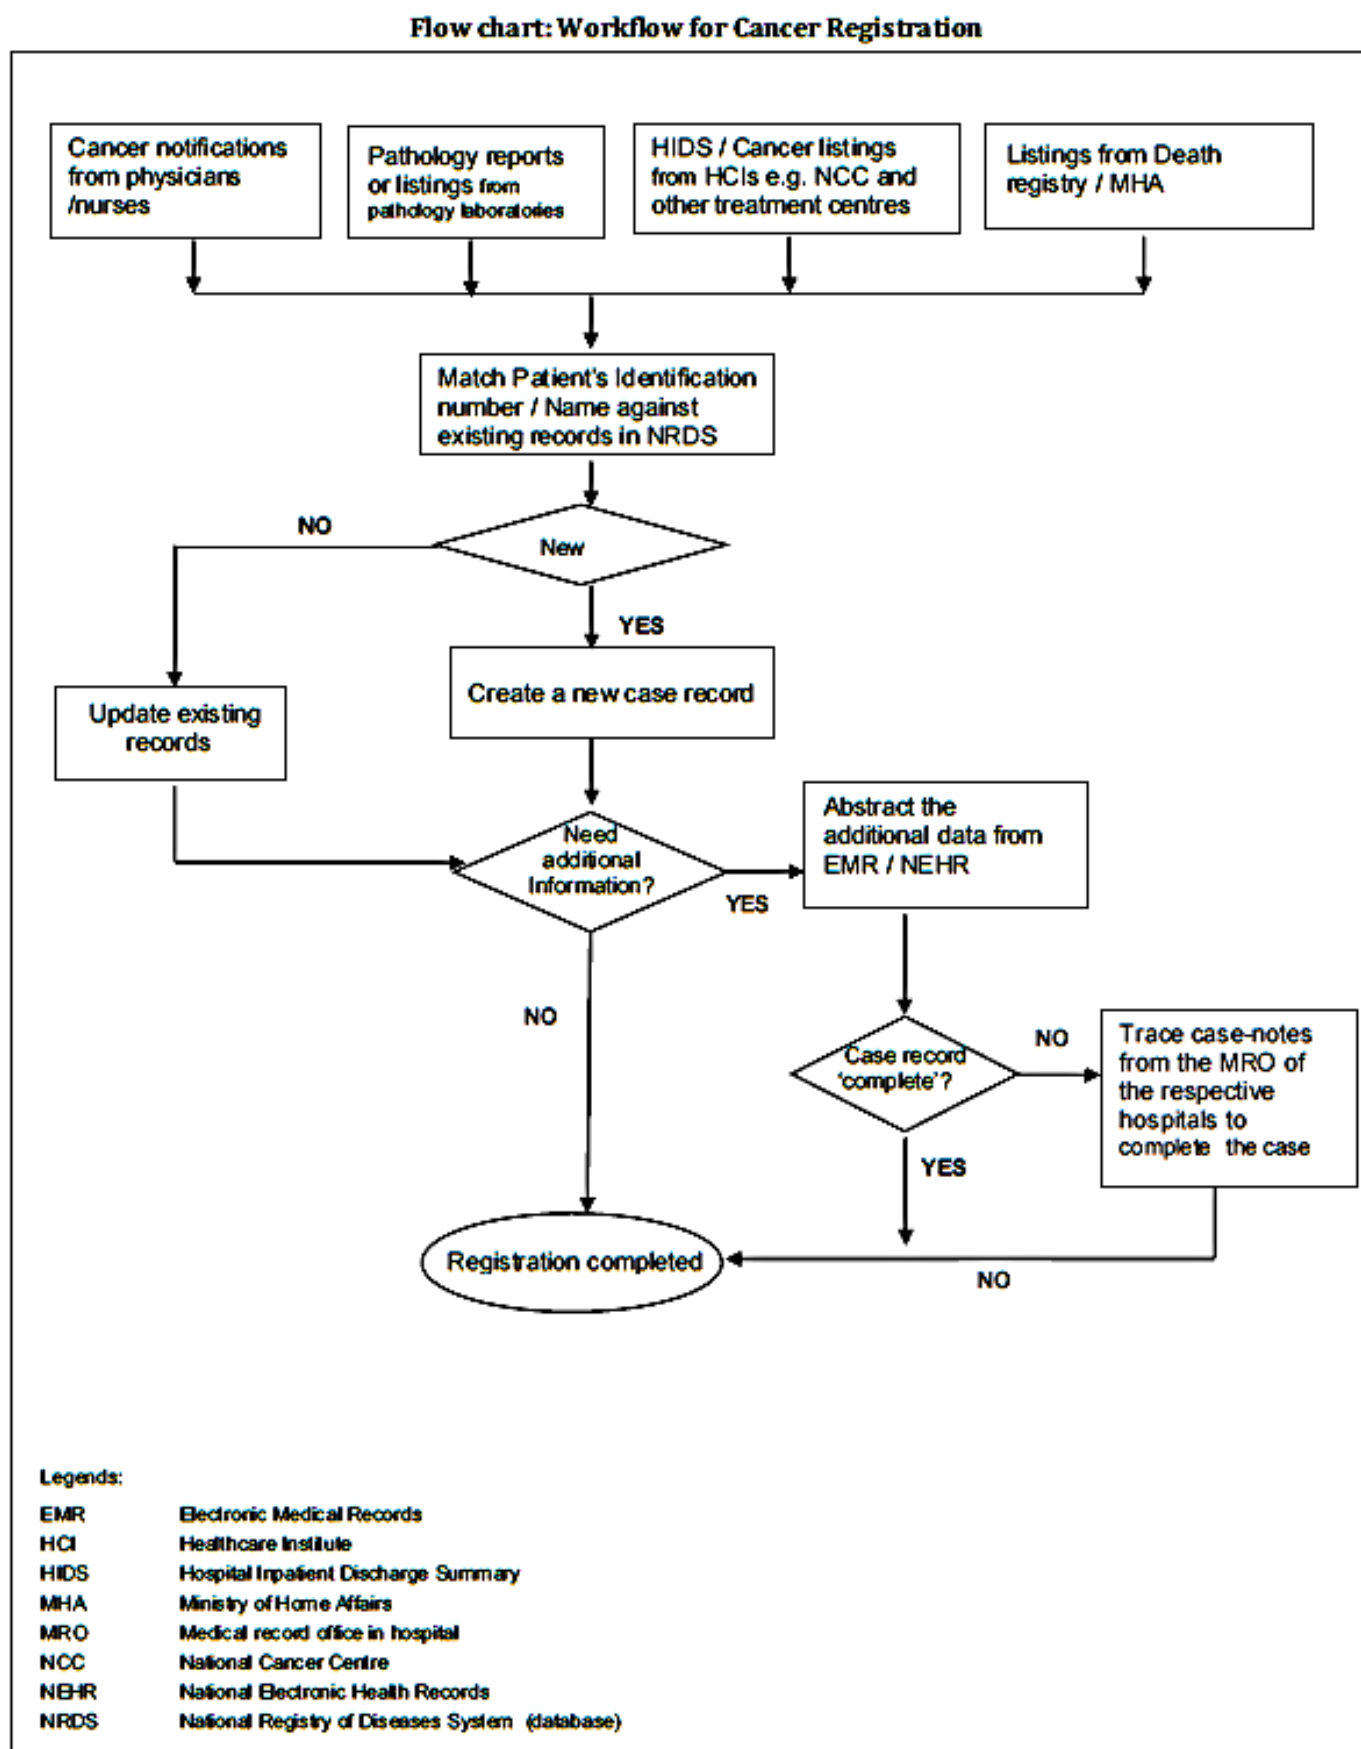 Flow chart: Workflow for Cancer Registration
Cancer notifications
from physicians
/nurses
Pathology reports
or listings from
pathology laboratories
HIDS / Cancer listings
from HCIs e.g. NCC and
other treatment centres
Listings from Death
registry / MHA
Match Patient's Identification
number / Name against
existing records in NRDS
NO
New
YES
Create a new case record
Update existing
records
Need
additional
Information?
YES
Abstract the
additional data from
EMR / NEHR
NO
Case record
'complete'?
NO
Trace case-notes
from the MRO of
the respective
hospitals to
complete the case
YES
Registration completed
NO
Legends:
EMR Electronic Medical Records
HCI Healthcare Institute
HIDS Hospital Inpatient Discharge Summary
MHA Ministry of Home Affairs
MRO Medical record office in hospital
NCC National Cancer Centre
NEHR National Electronic Health Records
NRDS National Registry of Diseases System (database)